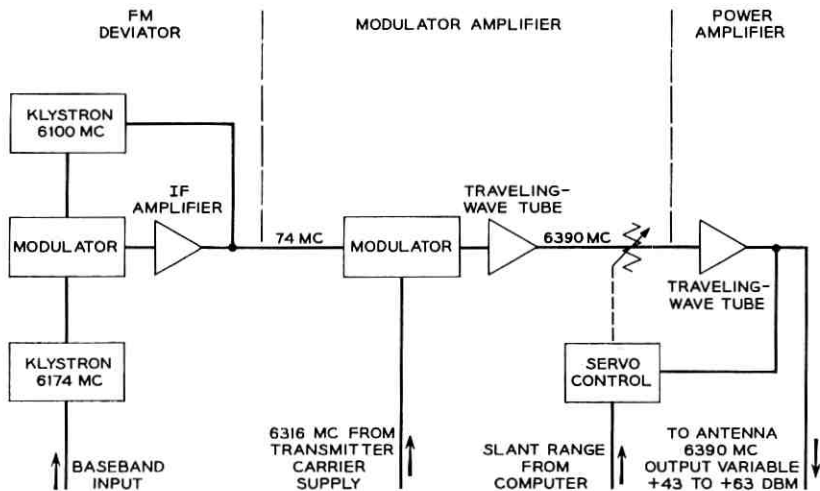 FM
DEVIATOR
MODULATOR AMPLIFIER
POWER
AMPLIFIER
KLYSTRON
6100 MC
IF
AMPLIFIER
TRAVELING-
WAVE TUBE
MODULATOR
74 MC
MODULATOR
6390 MC
TRAVELING-
WAVE TUBE
KLYSTRON
6174 MC
SERVO
CONTROL
BASEBAND
INPUT
6316 MC FROM
TRANSMITTER
CARRIER
SUPPLY
SLANT RANGE
FROM
COMPUTER
TO ANTENNA
6390 MC
OUTPUT VARIABLE
+43 TO +63 DBM